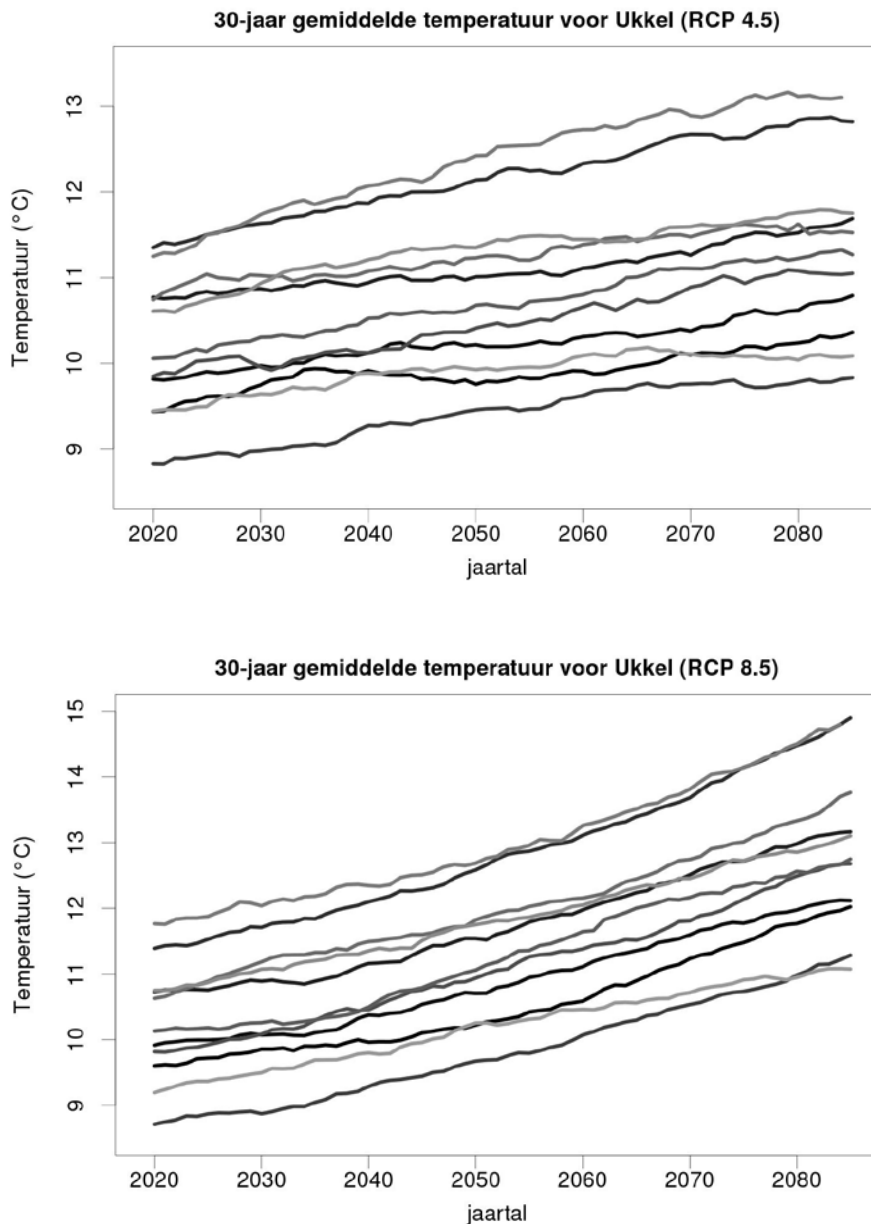 30-jaar gemiddelde temperatuur voor Ukkel (RCP 4.5)
Temperatuur (°C)
13
12
11
10
9
2020 2030 2040 2050 2060 2070 2080
jaartal
30-jaar gemiddelde temperatuur voor Ukkel (RCP 8.5)
Temperatuur (°C)
15
14
13
12
11
10
9
2020 2030 2040 2050 2060 2070 2080
jaartal